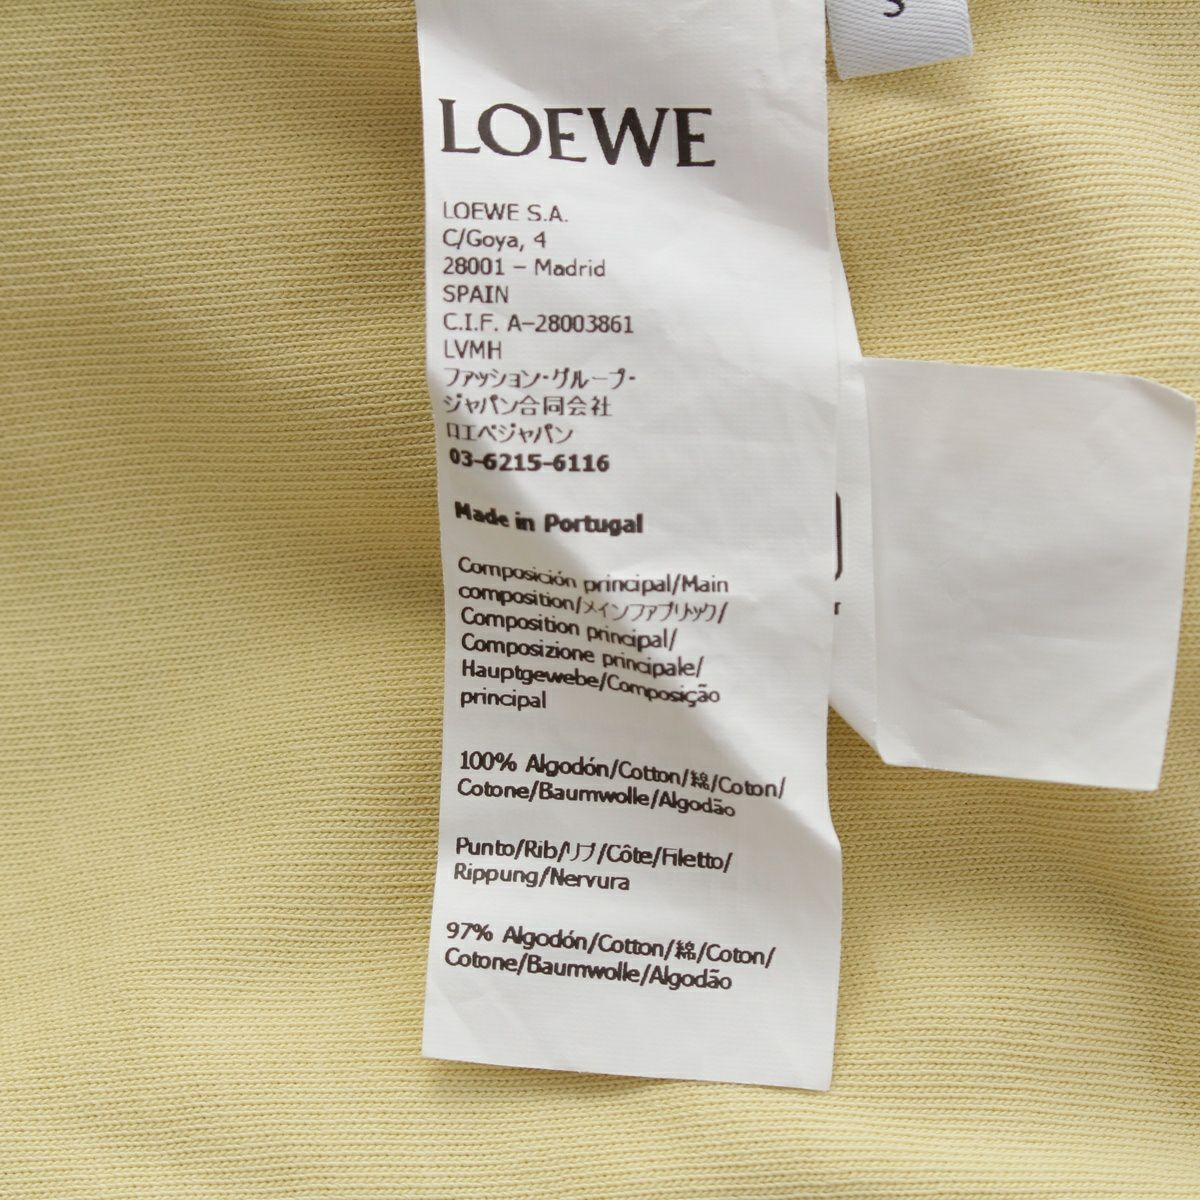 LOEWE
LOEWE S.A.
C/Goya, 4
28001 – Madrid
SPAIN
C.I.F. A-28003861
LVMH
ファッション・グループ・
ジャパン合同会社
ロエベジャパン
03-6215-6116
Made in Portugal
Composición principal/Main
composition/メインファブリック/
Composition principal/
Composizione principale/
Hauptgewebe/Composição
principal
100% Algodón/Cotton/綿/Coton/
Cotone/Baumwolle/Algodão
Punto/Rib/リブ/Côte/Filetto/
Rippung/Nervura
97% Algodón/Cotton/綿/Coton/
Cotone/Baumwolle/Algodão